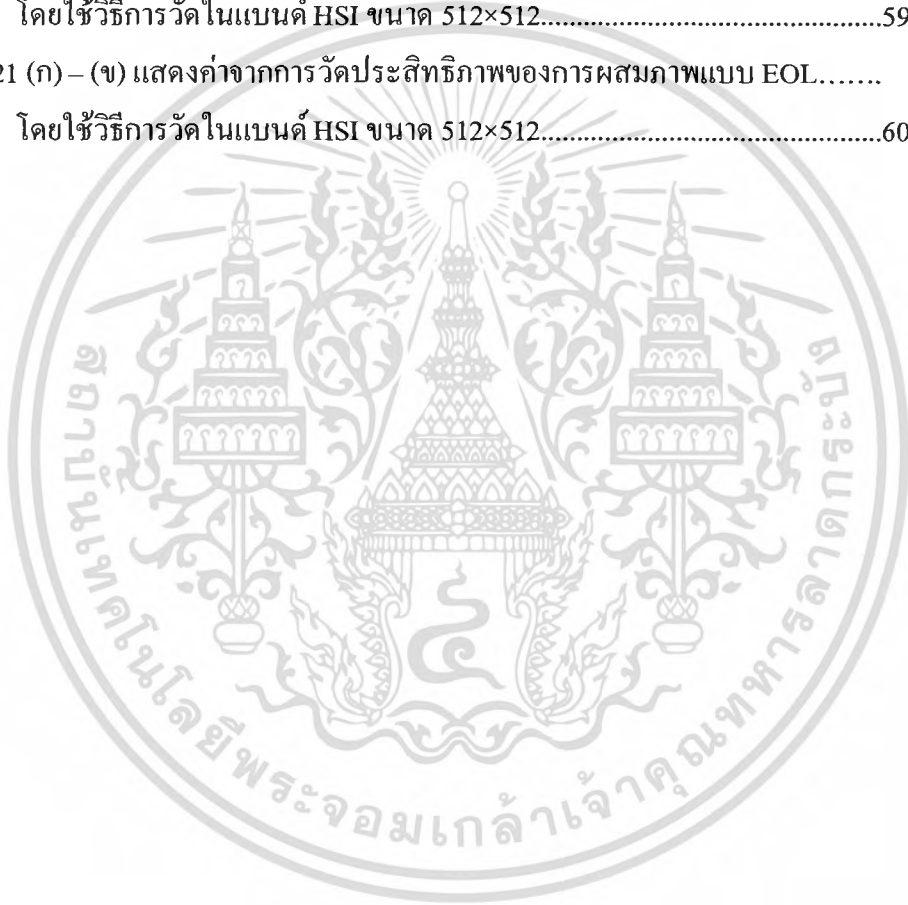 โดยใช้วิธีการวัดในแบนด์ HSI ขนาด 512×512....................................................59
21 (ก) – (ข) แสดงค่าจากการวัดประสิทธิภาพของการผสมภาพแบบ EOL.......
โดยใช้วิธีการวัดในแบนด์ HSI ขนาด 512×512....................................................60
สถาบันเทคโนโลยีพระจอมเกล้าเจ้าคุณทหารลาดกระบัง
๔